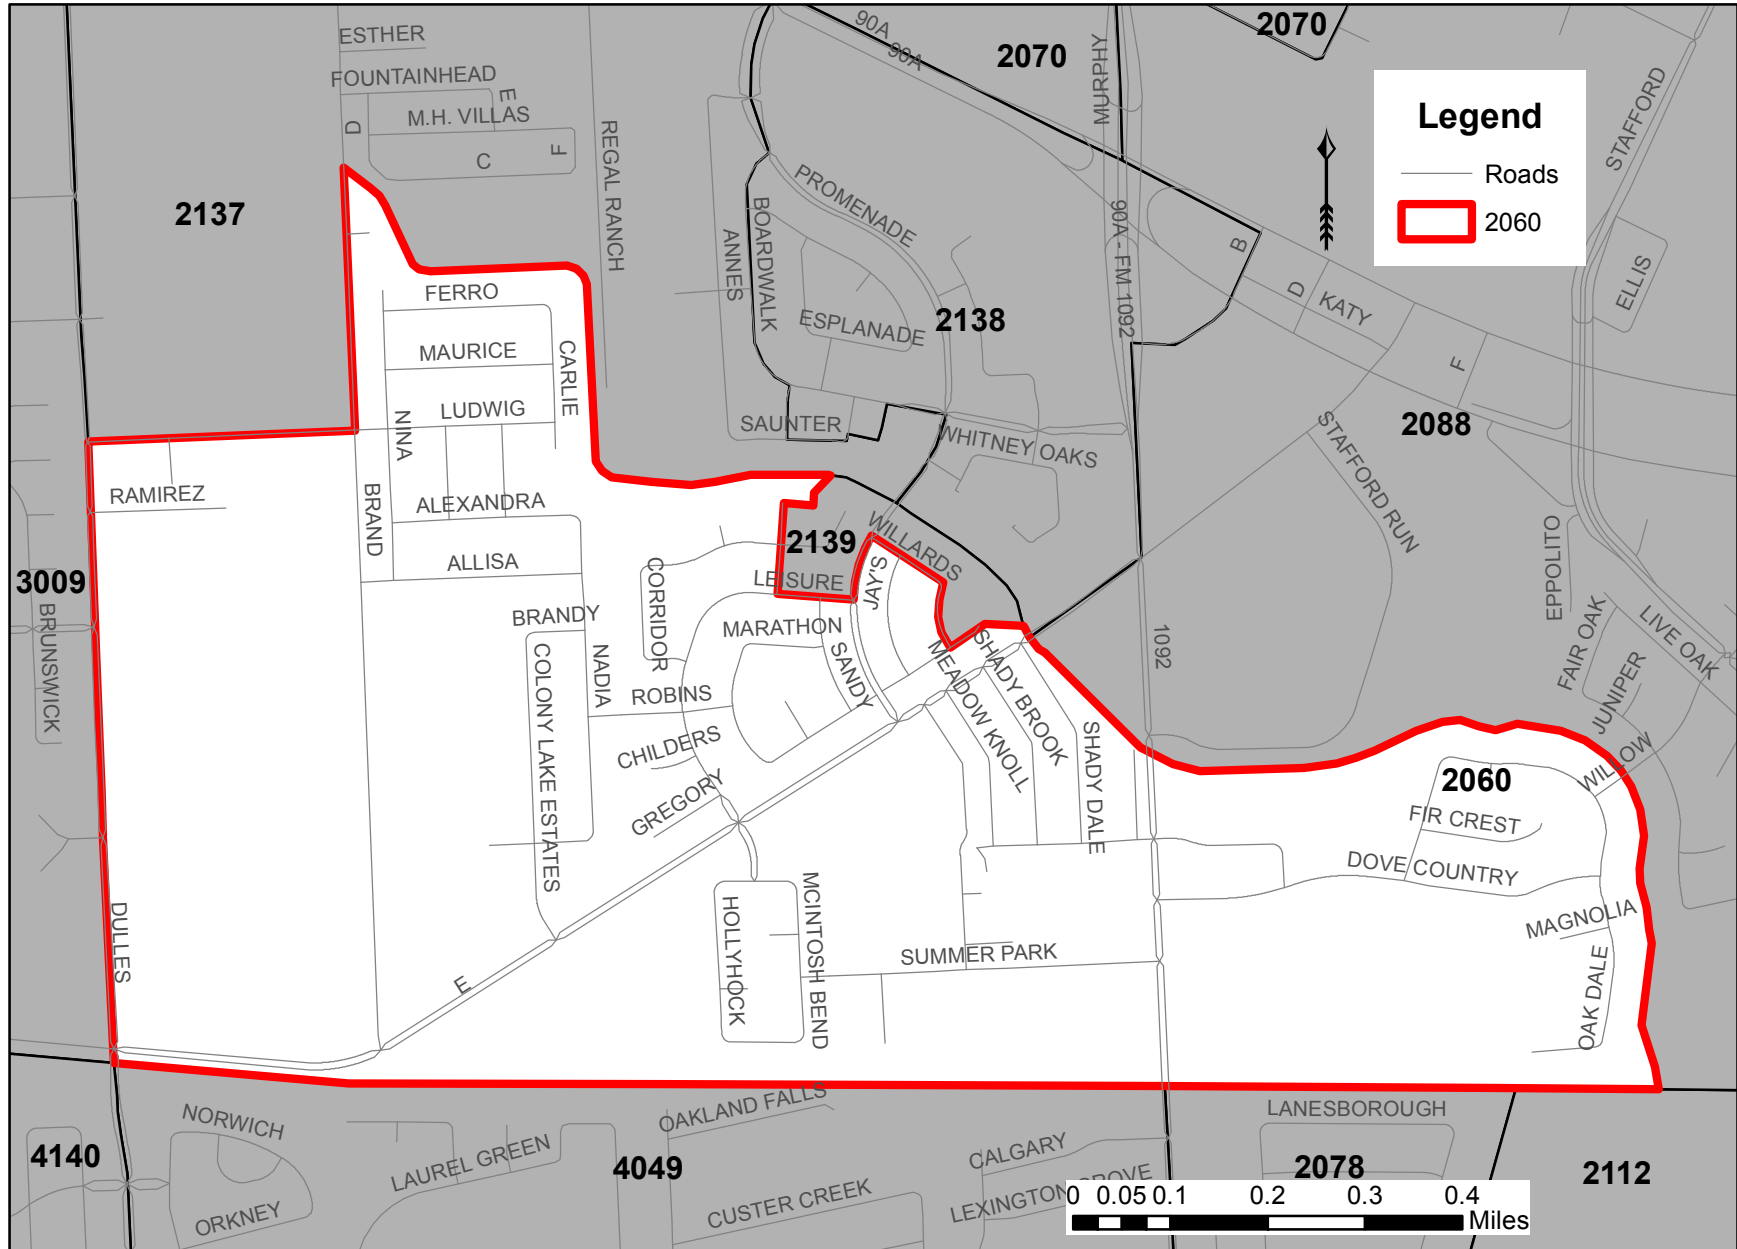 ESTHER
FOUNTAINHEAD
E
M.H. VILLAS
D
C
F
REGAL RANCH
90A
90A
2070
2070
MURPHY
STAFFORD
Legend
Roads
2060
2137
PROMENADE
BOARDWALK
ANNES
90A - FM 1092
B
D
KATY
ELLIS
FERRO
ESPLANADE
2138
MAURICE
CARLIE
F
LUDWIG
NINA
SAUNTER
WHITNEY OAKS
STAFFORD RUN
2088
RAMIREZ
BRAND
ALEXANDRA
WILLARDS
2139
ALLISA
LEISURE
JAY'S
CORRIDOR
EPPOLITO
3009
BRUNSWICK
BRANDY
MARATHON
SANDY
NADIA
COLONY LAKE ESTATES
ROBINS
MEADOW KNOLL
SHADY BROOK
SHADY DALE
1092
FAIR OAK
LIVE OAK
JUNIPER
WILLOW
CHILDERS
GREGORY
2060
FIR CREST
DOVE COUNTRY
MAGNOLIA
OAK DALE
DULLES
E
HOLLYHOCK
MCINTOSH BEND
SUMMER PARK
NORWICH
OAKLAND FALLS
LANESBOROUGH
4140
LAUREL GREEN
4049
CALGARY
2078
2112
ORKNEY
CUSTER CREEK
LEXINGTON GROVE
0 0.05 0.1 0.2 0.3 0.4
Miles